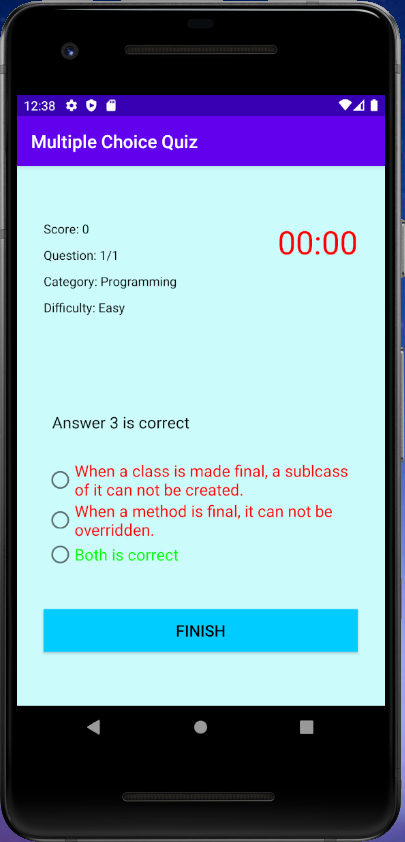 12:38
Multiple Choice Quiz
Score: 0
00:00
Question: 1/1
Category: Programming
Difficulty: Easy
Answer 3 is correct
When a class is made final, a sublcass
of it can not be created.
When a method is final, it can not be
overridden.
Both is correct
FINISH